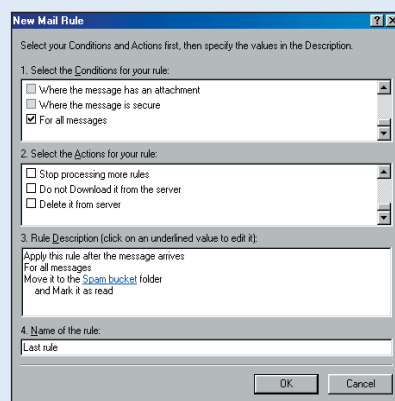 New Mail Rule
Select your Conditions and Actions first, then specify the values in the Description.
1. Select the Conditions for your rule:
Where the message has an attachment
Where the message is secure
For all messages
2. Select the Actions for your rule:
Stop processing more rules
Do not Download it from the server
Delete it from server
3. Rule Description (click on an underlined value to edit it):
Apply this rule after the message arrives
For all messages
Move it to the Spam bucket folder
and Mark it as read
4. Name of the rule:
Last rule
OK Cancel